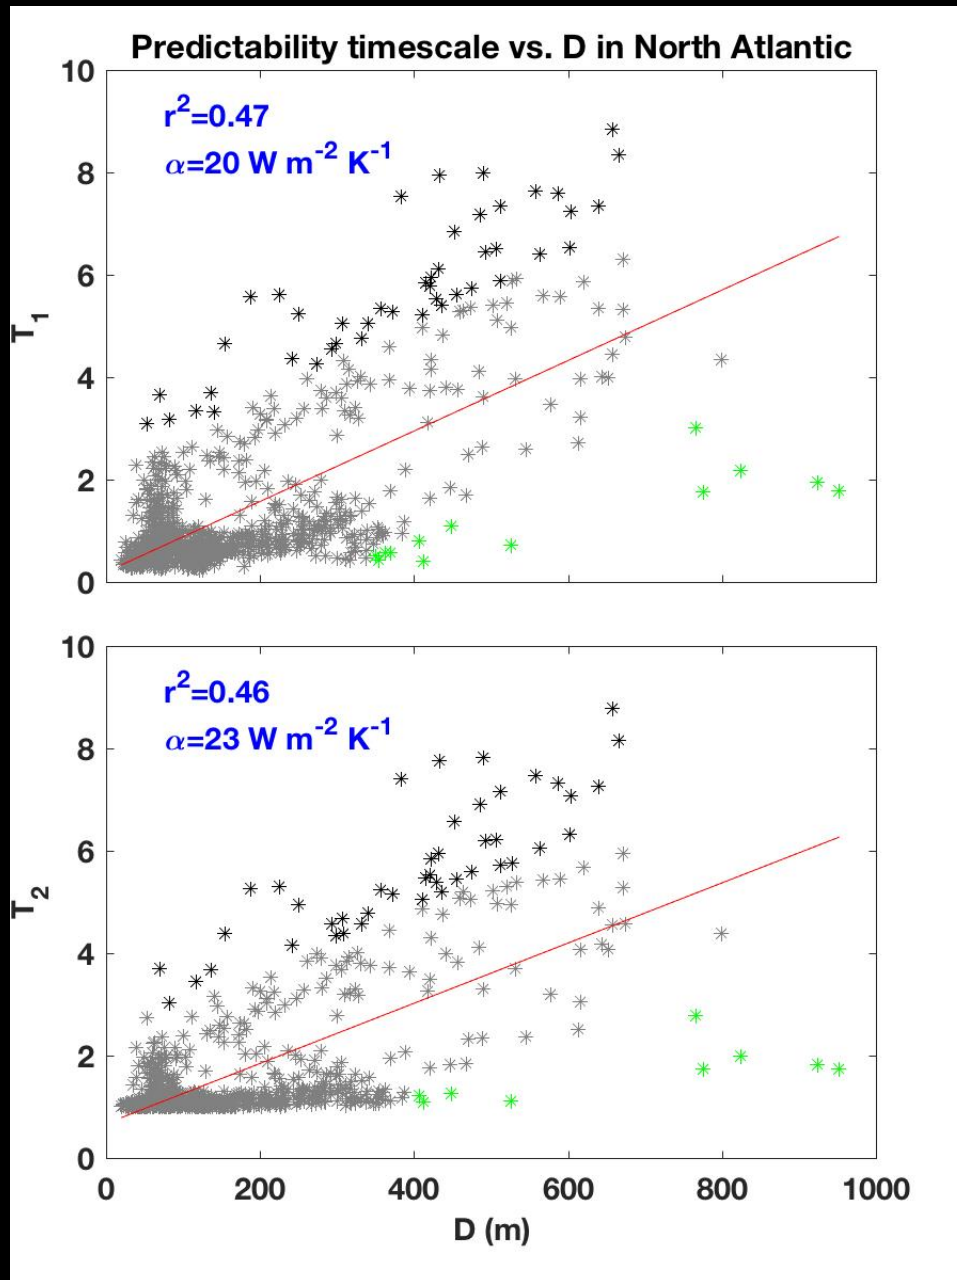 Predictability timescale vs. D in North Atlantic
10
8
6
4
2
0
T₁
r²=0.47
α=20 W m⁻² K⁻¹
10
8
6
4
2
0
T₂
r²=0.46
α=23 W m⁻² K⁻¹
0 200 400 600 800 1000
D (m)